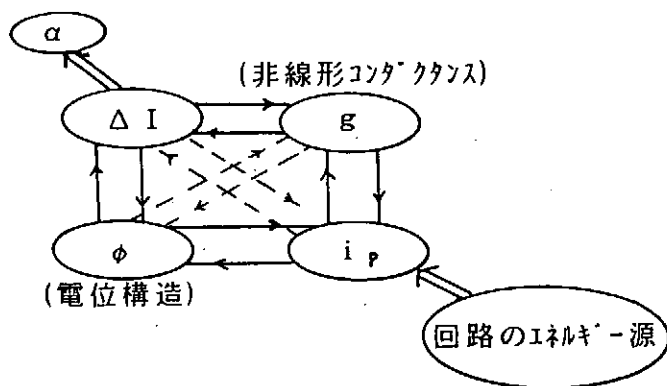 α
(非線形コンダクタンス)
Δ I
g
φ
i p
(電位構造)
回路のエネルギー源